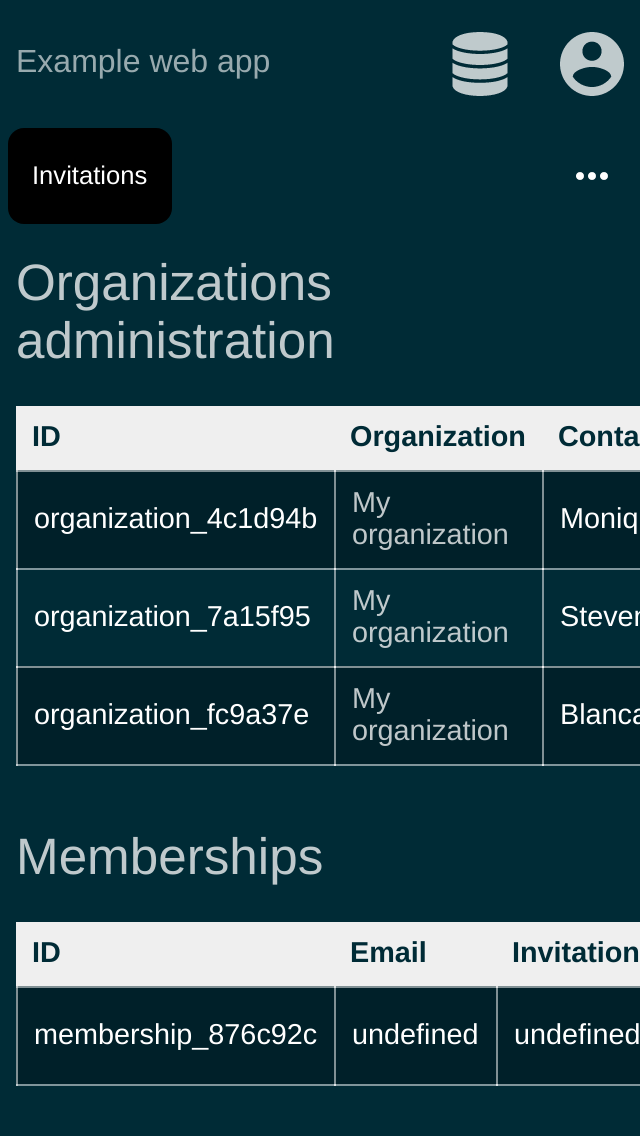 Example web app
Invitations
Organizations
administration
ID Organization Conta
organization_4c1d94b My organization Moniq
organization_7a15f95 My organization Steven
organization_fc9a37e My organization Blanca
Memberships
ID Email Invitation
membership_876c92c undefined undefined